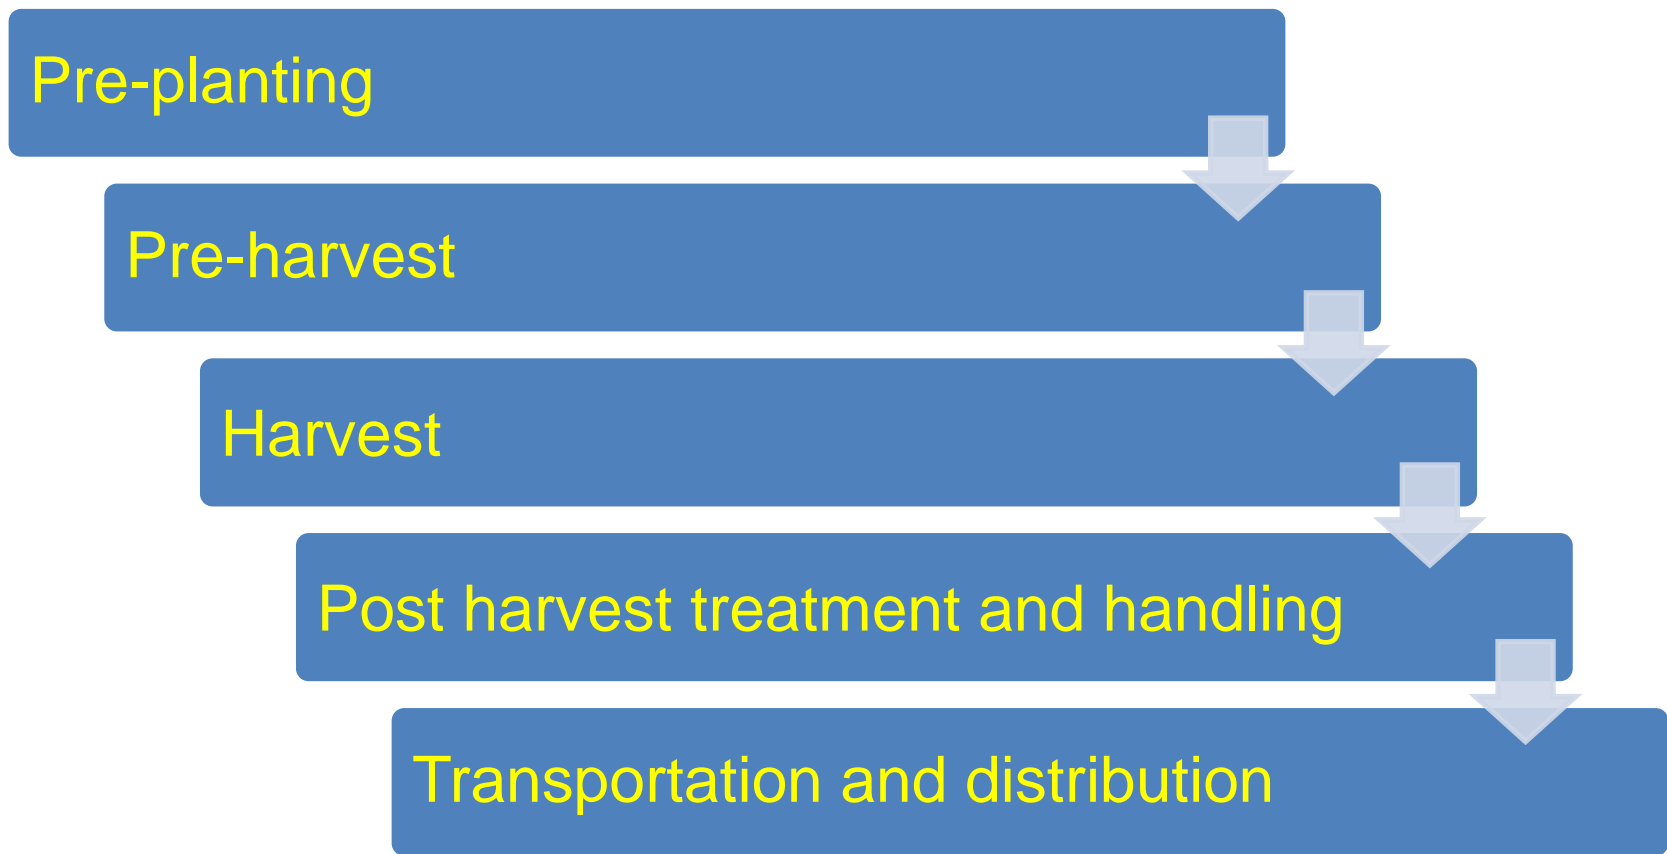 Pre-planting
Pre-harvest
Harvest
Post harvest treatment and handling
Transportation and distribution